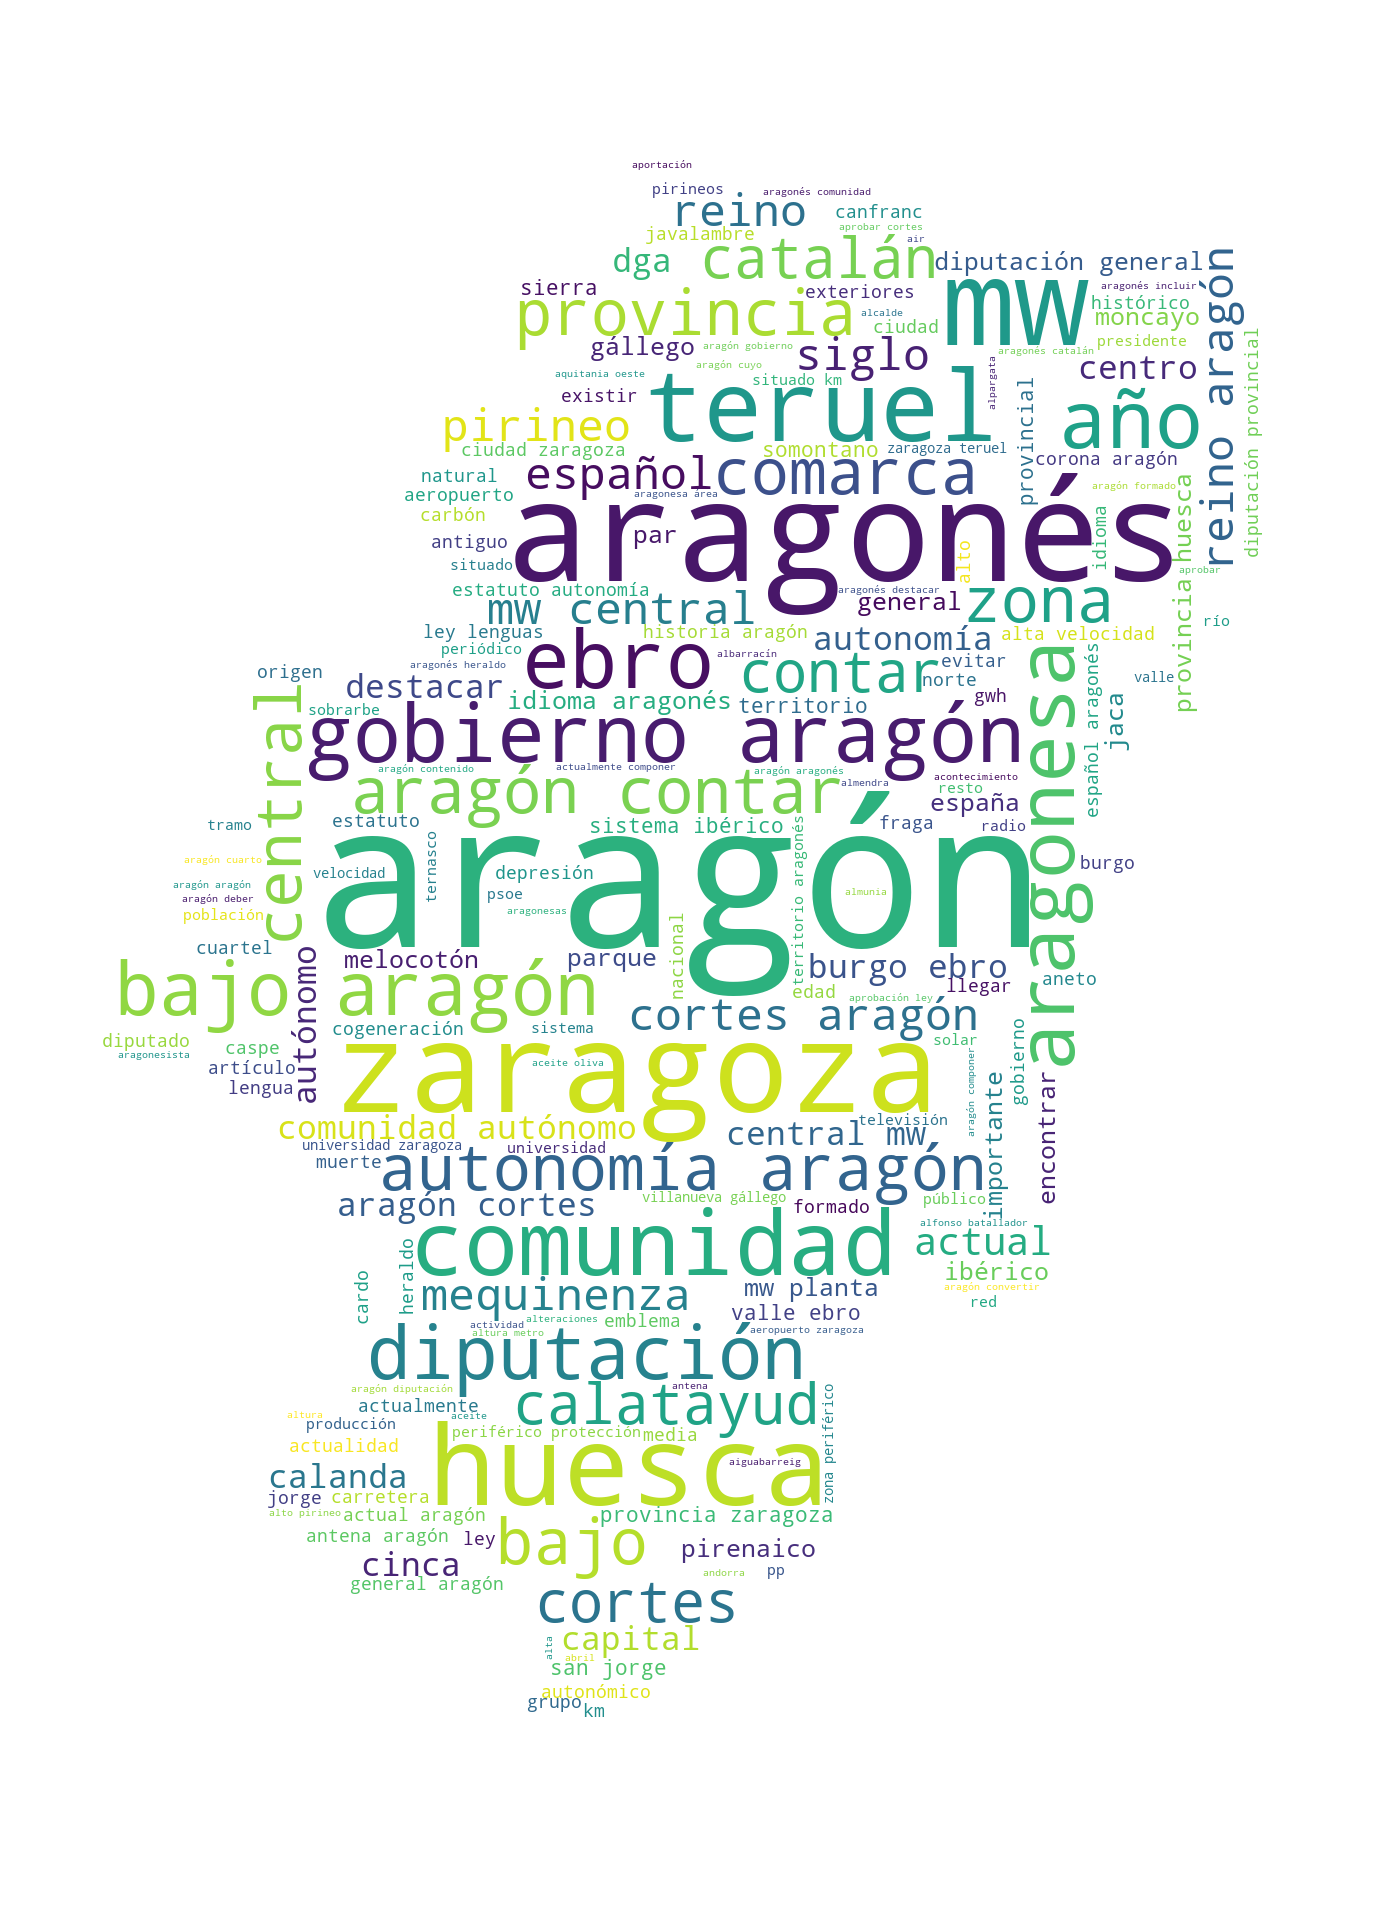 aportación
pirineos
aragonés comunidad
reino
canfranc
javalambre
aprobar cortes
air
catalán
dga
diputación general
sierra
exteriores
mw
aragonés incluir
provincia
histórico
alcalde
moncayo
ciudad
reino aragón
gállego
aragón gobierno
siglo
aragonés catalán
presidente
aragón cuyo
centro
aquitania oeste
situado km
alpargata
existir
teruel
año
diputación provincial
pirineo
ciudad zaragoza
somontano
zaragoza teruel
provincial
corona aragón
natural
español
comarca
aeropuerto
aragonesa área
aragón formado
carbón
aragonés
par
antiguo
idioma
alto
situado
provincia huesca
aprobar
estatuto autonomía
aragonés destacar
mw central
general
zona
río
ley lenguas
historia aragón
autonomía
alta velocidad
periódico
albarracín
aragonés heraldo
ebro
contar
evitar
origen
norte
valle
destacar
sobrarbe
idioma aragonés
territorio
gwh
español aragonés
jaca
central
gobierno aragón
aragonesa
aragón contenido
actualmente componer
aragón aragonés
acontecimiento
almendra
resto
aragón contar
españa
tramo
estatuto
sistema ibérico
fraga
radio
aragón
aragón cuarto
ternasco
territorio aragonés
burgo
velocidad
depresión
aragón aragón
psoe
almunia
aragón deber
población
aragonesas
cuartel
nacional
autónomo
melocotón
parque
burgo ebro
aneto
bajo aragón
edad
llegar
aprobación ley
cortes aragón
cogeneración
sistema
diputado
caspe
solar
aragonesista
artículo
aceite oliva
gobierno
lengua
zaragoza
aragón componer
importante
encontrar
comunidad autónomo
televisión
central mw
universidad zaragoza
universidad
muerte
autonomía aragón
aragón cortes
villanueva gállego
formado
público
alfonso batallador
comunidad
actual
heraldo
ibérico
cardo
mequinenza
mw planta
aragón convertir
red
valle ebro
alteraciones
emblema
actividad
altura metro
aeropuerto zaragoza
diputación
aragón diputación
antena
actualmente
calatayud
zona periférico
altura
aceite
producción
periférico protección
media
actualidad
huesca
aiguabarreig
calanda
jorge
carretera
alto pirineo
actual aragón
provincia zaragoza
antena aragón
ley
bajo
pirenaico
cinca
andorra
pp
general aragón
cortes
alta
capital
abril
san jorge
autonómico
grupo
km